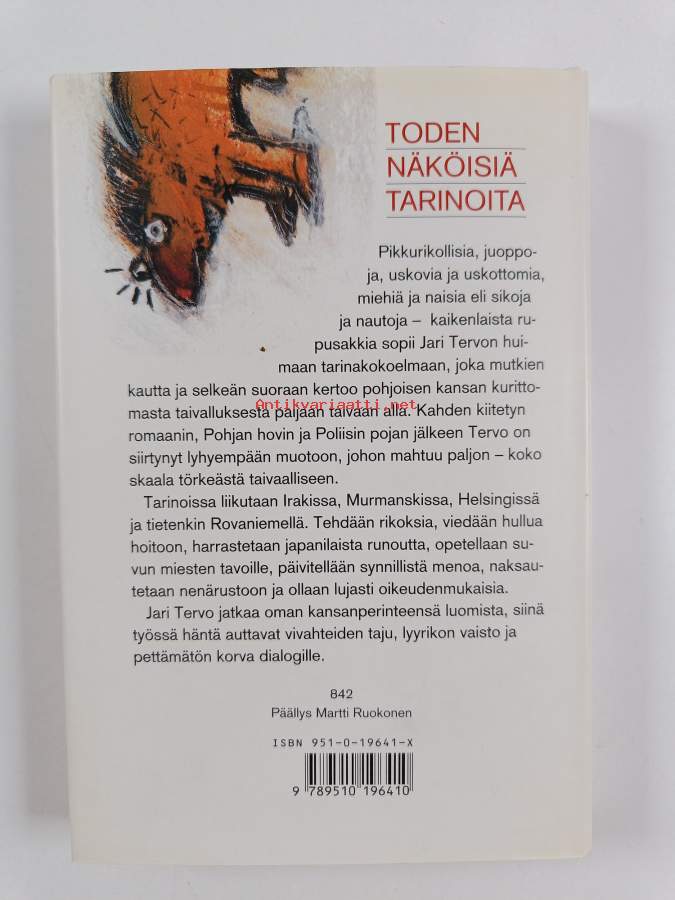 TODEN
NÄKÖISIÄ
TARINOITA
Pikkurikollisia, juoppo-
ja, uskovia ja uskottomia,
miehiä ja naisia eli sikoja
ja nautoja – kaikenlaista ru-
pusakkia sopii Jari Tervon hui-
maan tarinakokoelmaan, joka mutkien
kautta ja selkeän suoraan kertoo pohjoisen kansan kuritto-
masta taivalluksesta paljaan taivaan alla. Kahden kiitetyn
Antikvariaatti.net
romaanin, Pohjan hovin ja Poliisin pojan jälkeen Tervo on
siirtynyt lyhyempään muotoon, johon mahtuu paljon – koko
skaala törkeästä taivaalliseen.
Tarinoissa liikutaan Irakissa, Murmanskissa, Helsingissä
ja tietenkin Rovaniemellä. Tehdään rikoksia, viedään hullua
hoitoon, harrastetaan japanilaista runoutta, opetellaan su-
vun miesten tavoille, päivitellään synnillistä menoa, naksau-
tetaan nenärustoon ja ollaan lujasti oikeudenmukaisia.
Jari Tervo jatkaa oman kansanperinteensä luomista, siinä
työssä häntä auttavat vivahteiden taju, lyyrikon vaisto ja
pettämätön korva dialogille.
842
Päällys Martti Ruokonen
ISBN 951-0-19641-X
9 789510 196410